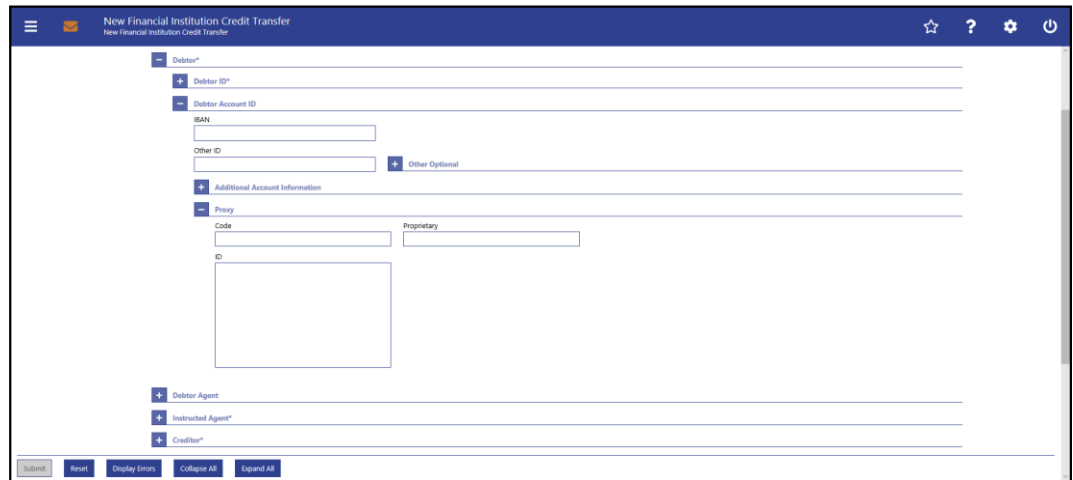 New Financial Institution Credit Transfer
New Financial Institution Credit Transfer
Debtor*
Debtor ID*
Debtor Account ID
IBAN
Other ID
Other Optional
Additional Account Information
Proxy
Code Proprietary
ID
Debtor Agent
Instructed Agent*
Creditor*
Submit Reset Display Errors Collapse All Expand All